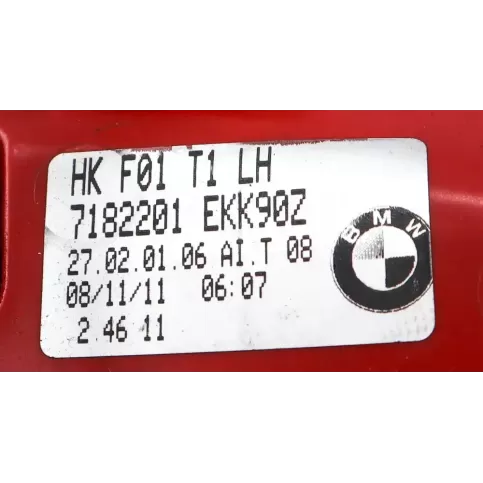 HK F01 T1 LH
7182201 EKK90Z
27.02.01.06 AI.T 08
08/11/11 06:07
2 46 11
BMW